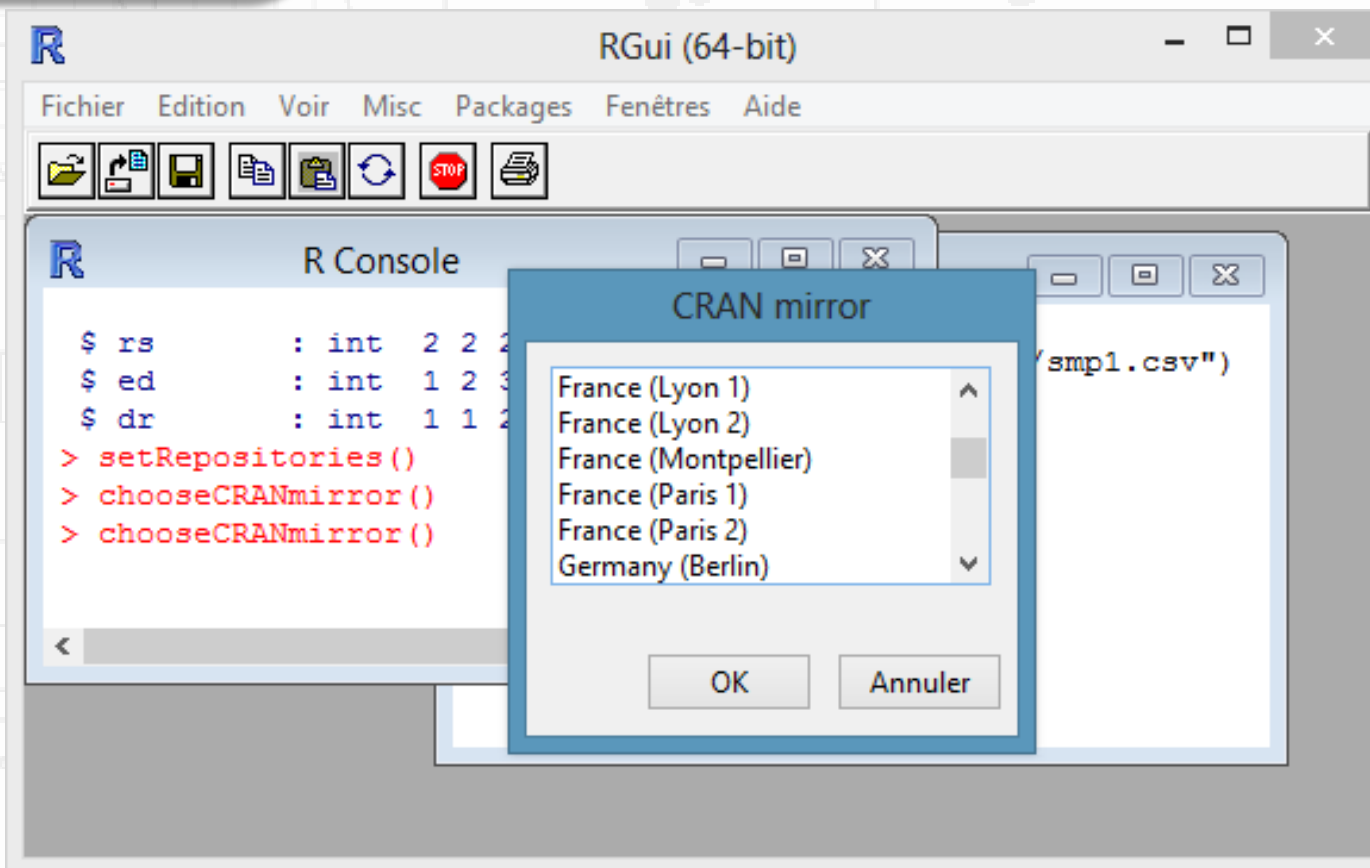 RGui (64-bit)
Fichier Edition Voir Misc Packages Fenêtres Aide
STOP
R Console
$ rs : int 2 2 2
$ ed : int 1 2 3
$ dr : int 1 1 2
> setRepositories()
> chooseCRANmirror()
> chooseCRANmirror()
/smp1.csv")
CRAN mirror
France (Lyon 1)
France (Lyon 2)
France (Montpellier)
France (Paris 1)
France (Paris 2)
Germany (Berlin)
OK Annuler